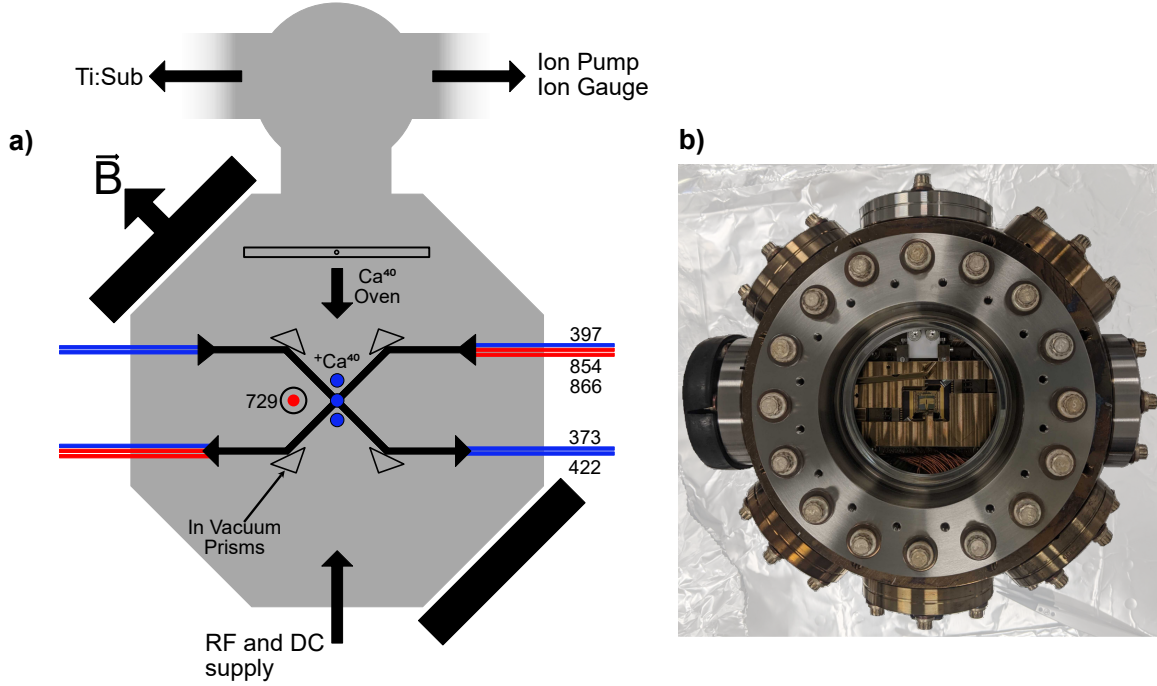 Ti:Sub
Ion Pump
Ion Gauge
a)
b)
B
Ca⁴⁰
Oven
⁺Ca⁴⁰
397
854
866
729
373
422
In Vacuum
Prisms
RF and DC
supply